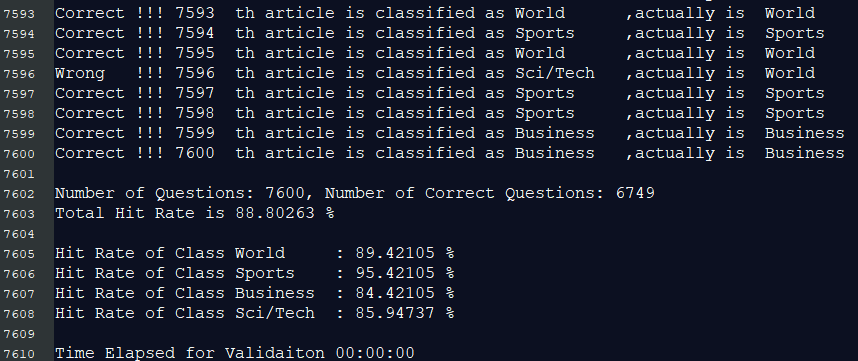 7593 Correct !!! 7593 th article is classified as World ,actually is World
7594 Correct !!! 7594 th article is classified as Sports ,actually is Sports
7595 Correct !!! 7595 th article is classified as World ,actually is World
7596 Wrong !!! 7596 th article is classified as Sci/Tech ,actually is World
7597 Correct !!! 7597 th article is classified as Sports ,actually is Sports
7598 Correct !!! 7598 th article is classified as Sports ,actually is Sports
7599 Correct !!! 7599 th article is classified as Business ,actually is Business
7600 Correct !!! 7600 th article is classified as Business ,actually is Business
7601
7602 Number of Questions: 7600, Number of Correct Questions: 6749
7603 Total Hit Rate is 88.80263 %
7604
7605 Hit Rate of Class World : 89.42105 %
7606 Hit Rate of Class Sports : 95.42105 %
7607 Hit Rate of Class Business : 84.42105 %
7608 Hit Rate of Class Sci/Tech : 85.94737 %
7609
7610 Time Elapsed for Validaiton 00:00:00